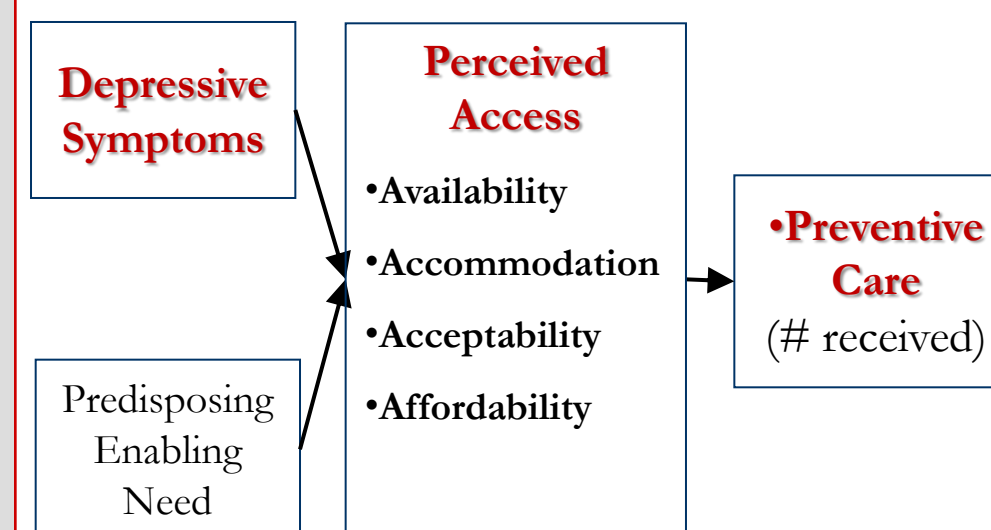 Depressive
Symptoms
Predisposing
Enabling
Need
Perceived
Access
•Availability
•Accommodation
•Acceptability
•Affordability
•Preventive
Care
(# received)